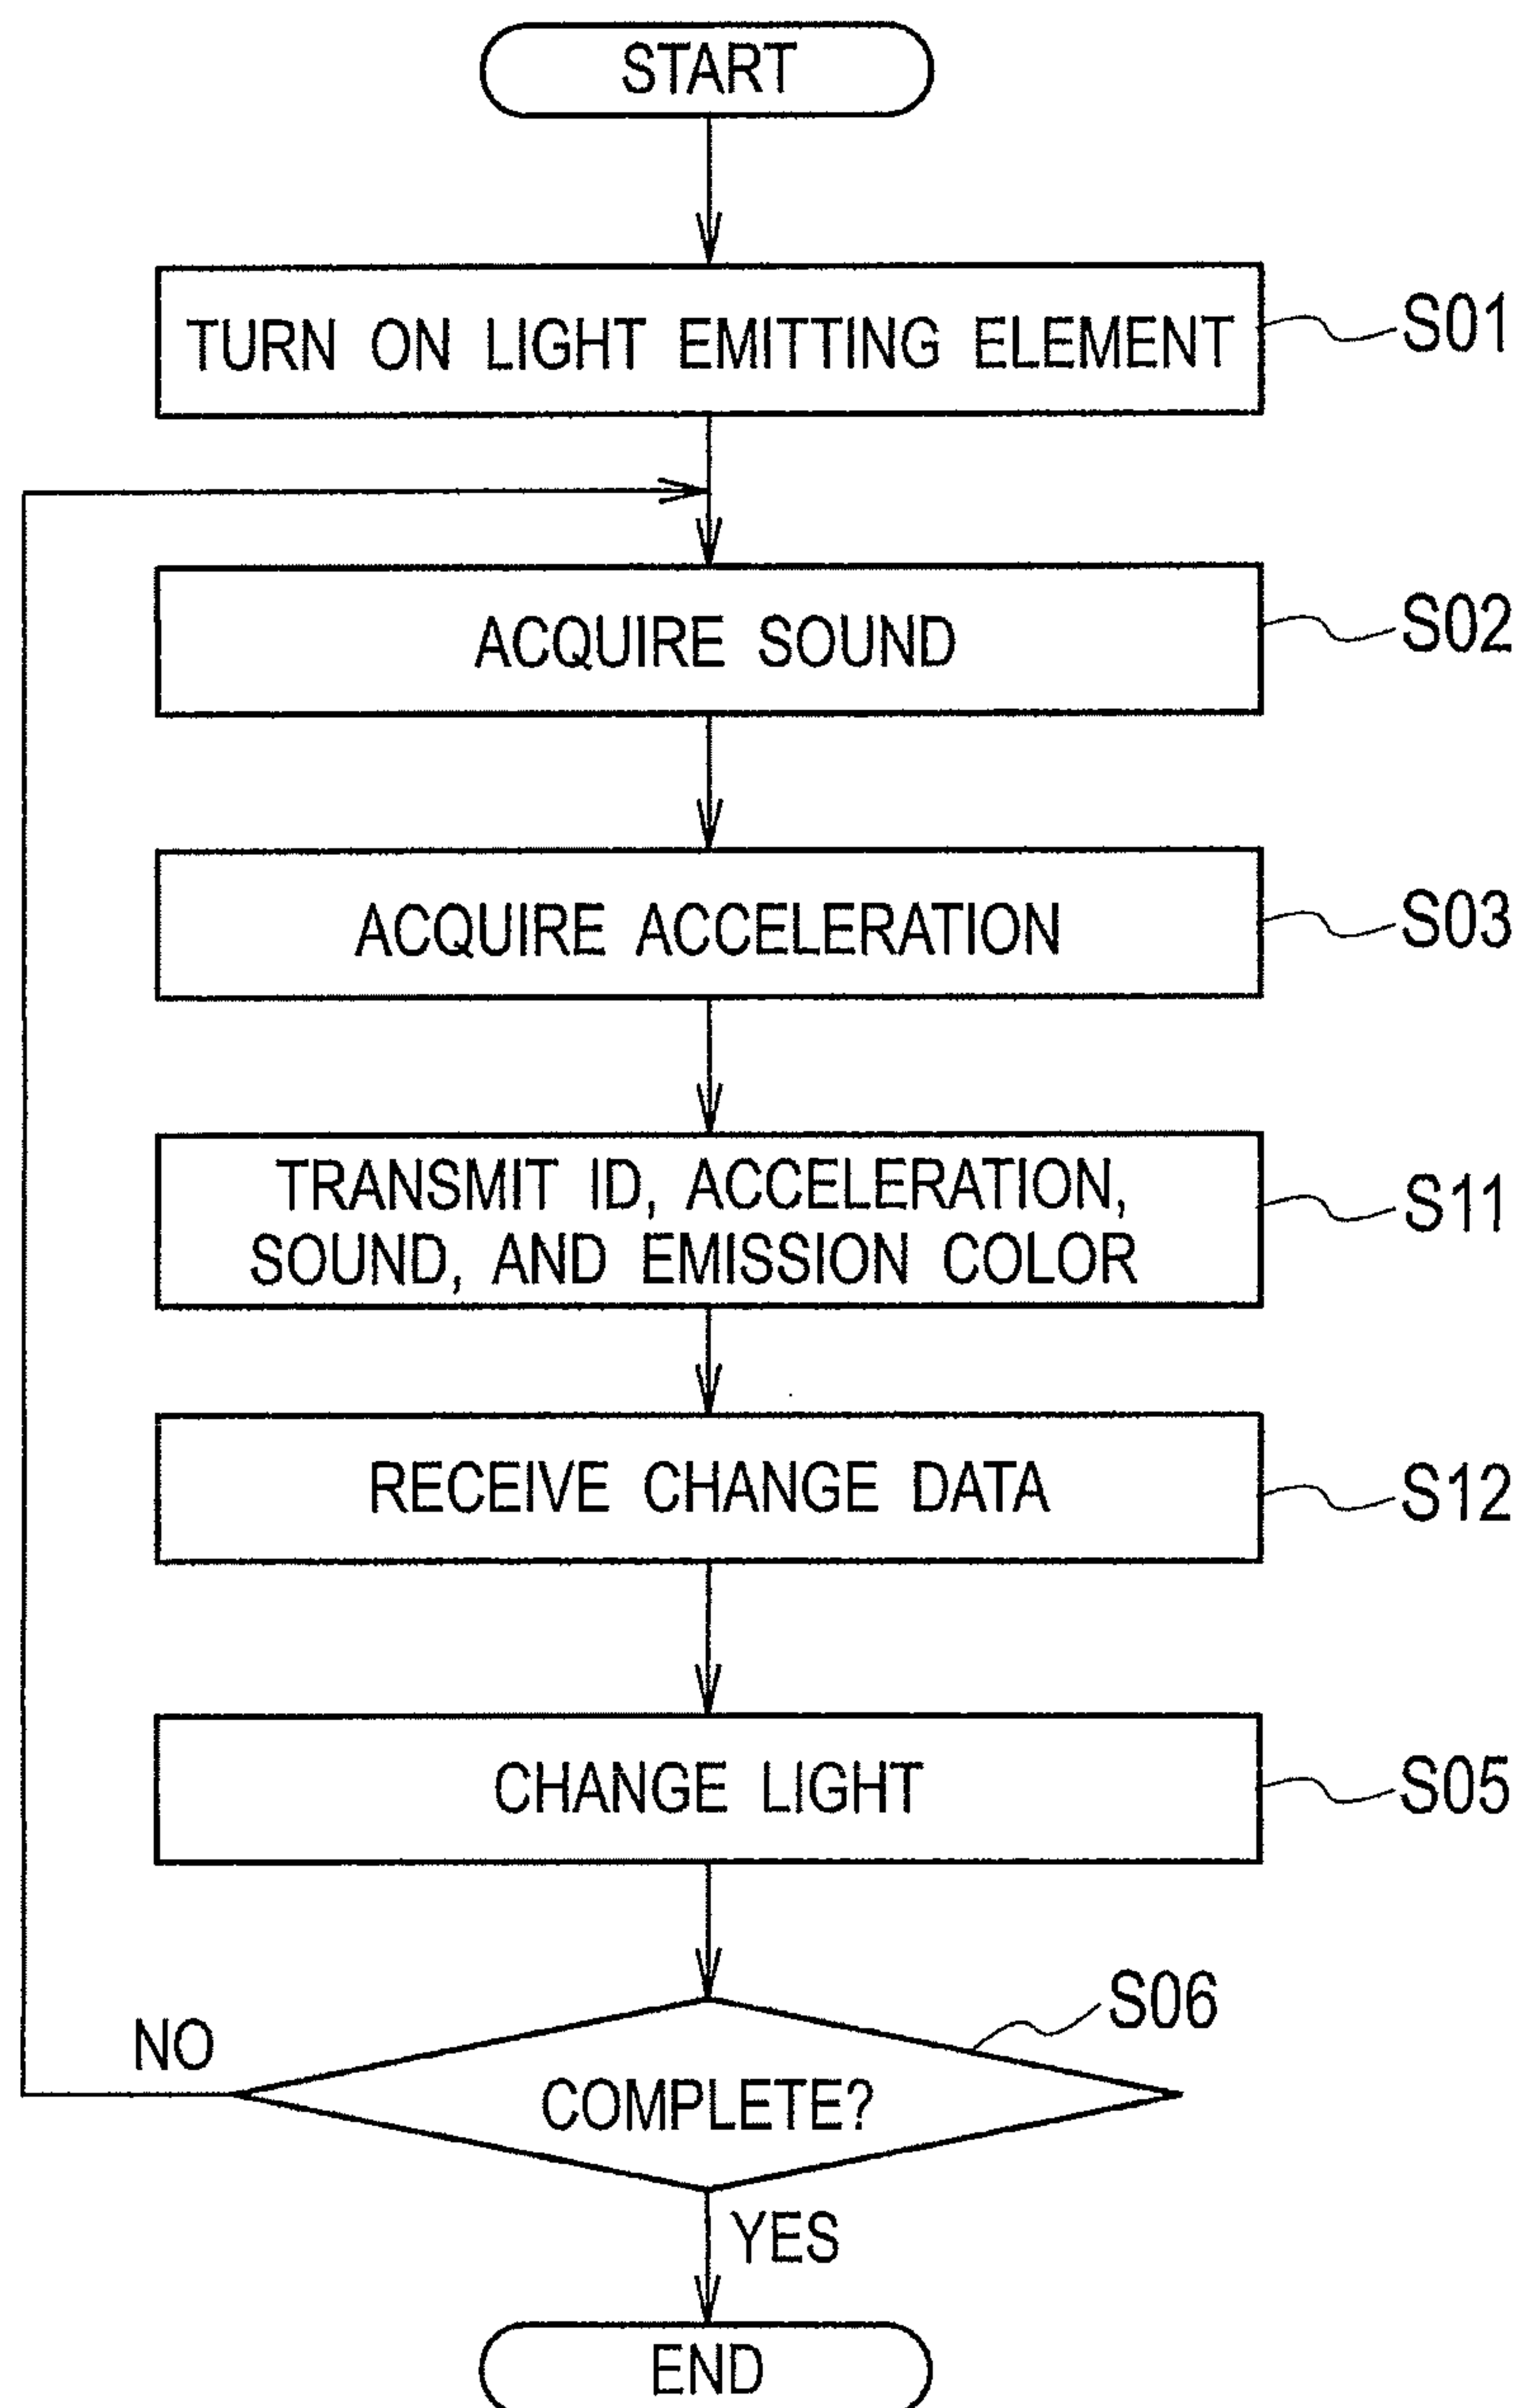 START
TURN ON LIGHT EMITTING ELEMENT
S01
ACQUIRE SOUND
S02
ACQUIRE ACCELERATION
S03
TRANSMIT ID, ACCELERATION,
SOUND, AND EMISSION COLOR
S11
RECEIVE CHANGE DATA
S12
CHANGE LIGHT
S05
S06
NO
COMPLETE?
YES
END